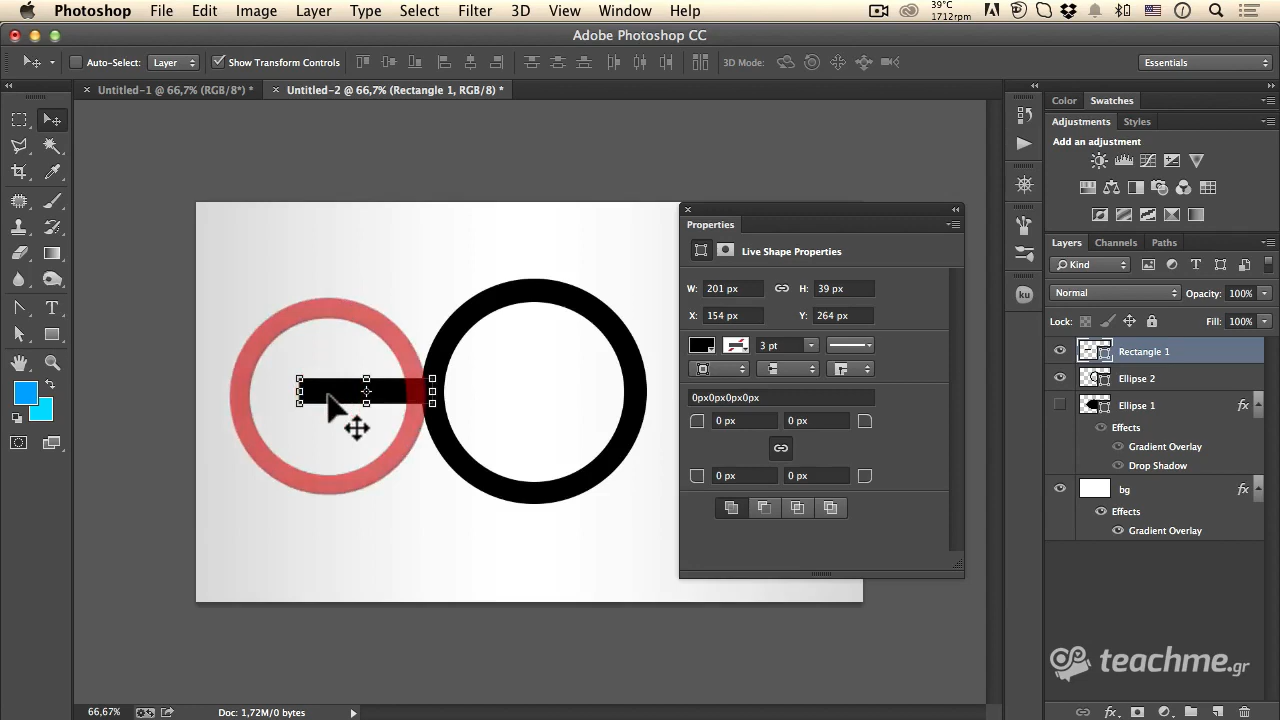 Photoshop File Edit Image Layer Type Select Filter 3D View Window Help
39°C
1712rpm
Adobe Photoshop CC
Auto-Select: Layer Show Transform Controls 3D Mode: Essentials
Untitled-1 @ 66,7% (RGB/8*) * Untitled-2 @ 66,7% (Rectangle 1, RGB/8) *
Color Swatches
Adjustments Styles
Add an adjustment
Properties
Live Shape Properties
W: 201 px H: 39 px
X: 154 px Y: 264 px
3 pt
0px0px0px0px
0 px 0 px
0 px 0 px
Layers Channels Paths
Kind
Normal Opacity: 100%
Lock: Fill: 100%
Rectangle 1
Ellipse 2
Ellipse 1 fx
Effects
Gradient Overlay
Drop Shadow
bg fx
Effects
Gradient Overlay
ku
teachme.gr
66,67% Doc: 1,72M/0 bytes
fx